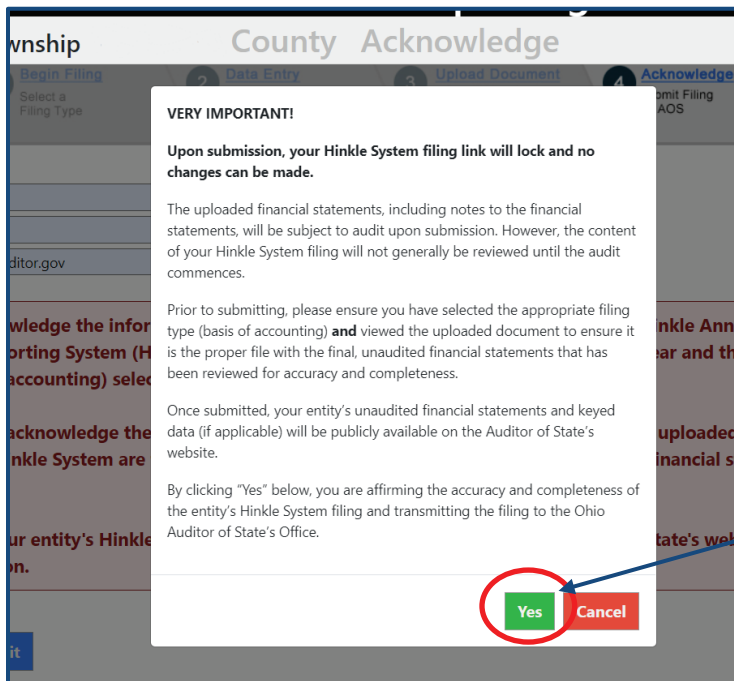 wnship County Acknowledge
Begin Filing 2 Data Entry 3 Upload Document 4 Acknowledge
Select a
Filing Type
bmit Filing
AOS
VERY IMPORTANT!
Upon submission, your Hinkle System filing link will lock and no
changes can be made.
The uploaded financial statements, including notes to the financial
statements, will be subject to audit upon submission. However, the content
of your Hinkle System filing will not generally be reviewed until the audit
commences.
Prior to submitting, please ensure you have selected the appropriate filing
type (basis of accounting) and viewed the uploaded document to ensure it
is the proper file with the final, unaudited financial statements that has
been reviewed for accuracy and completeness.
Once submitted, your entity's unaudited financial statements and keyed
data (if applicable) will be publicly available on the Auditor of State's
website.
By clicking "Yes" below, you are affirming the accuracy and completeness of
the entity's Hinkle System filing and transmitting the filing to the Ohio
Auditor of State's Office.
Yes Cancel
ditor.gov
wledge the infor inkle Ann
orting System (H ear and th
accounting) selec
acknowledge the uploaded
nkle System are inancial s
ur entity's Hinkle tate's web
on.
it